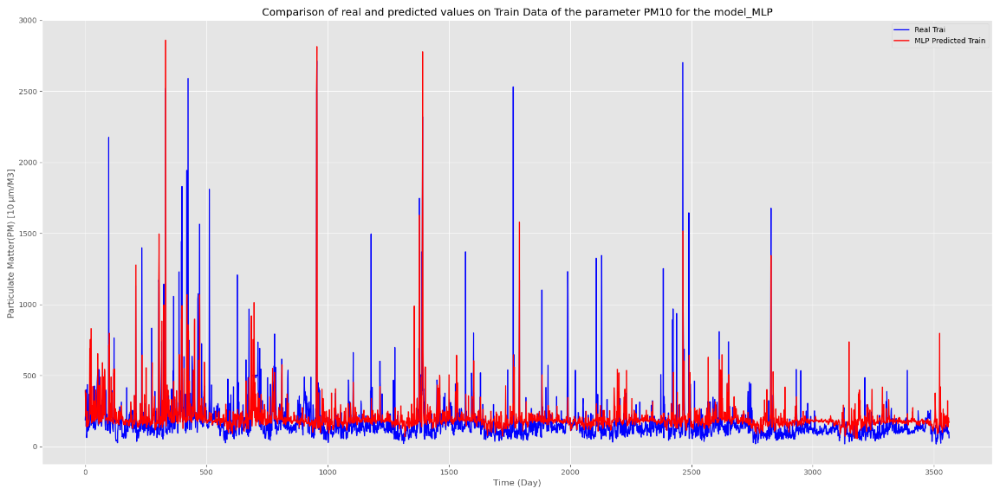 Comparison of real and predicted values on Train Data of the parameter PM10 for the model_MLP
Real Trai
MLP Predicted Train
Particulate Matter(PM) [10 μm/M3]
3000
2500
2000
1500
1000
500
0
0 500 1000 1500 2000 2500 3000 3500
Time (Day)